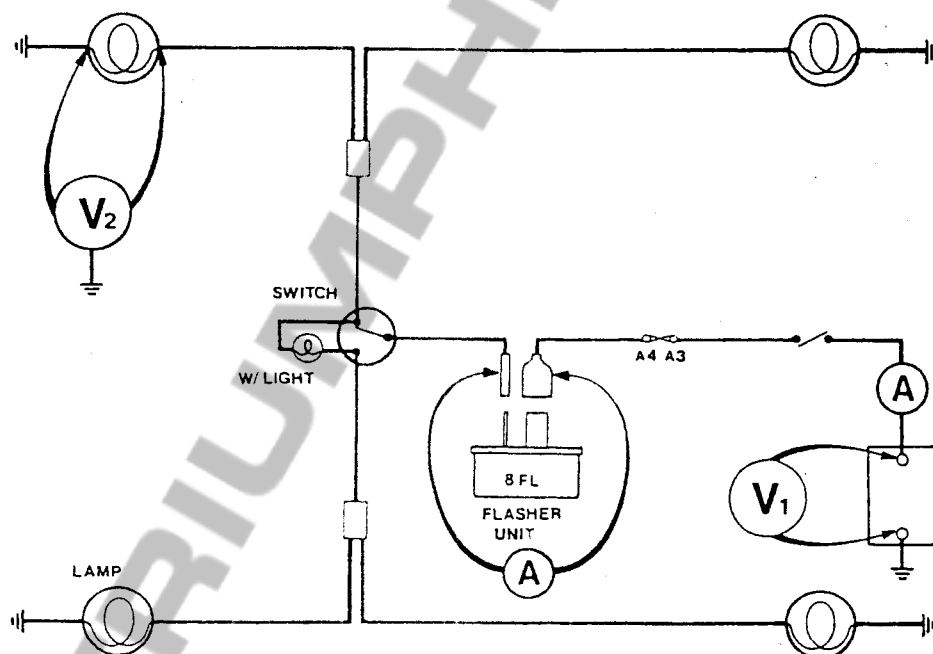 TRIUMPH
V2
SWITCH
W/LIGHT
A4 A3
A
8 FL
FLASHER
UNIT
V1
A
LAMP